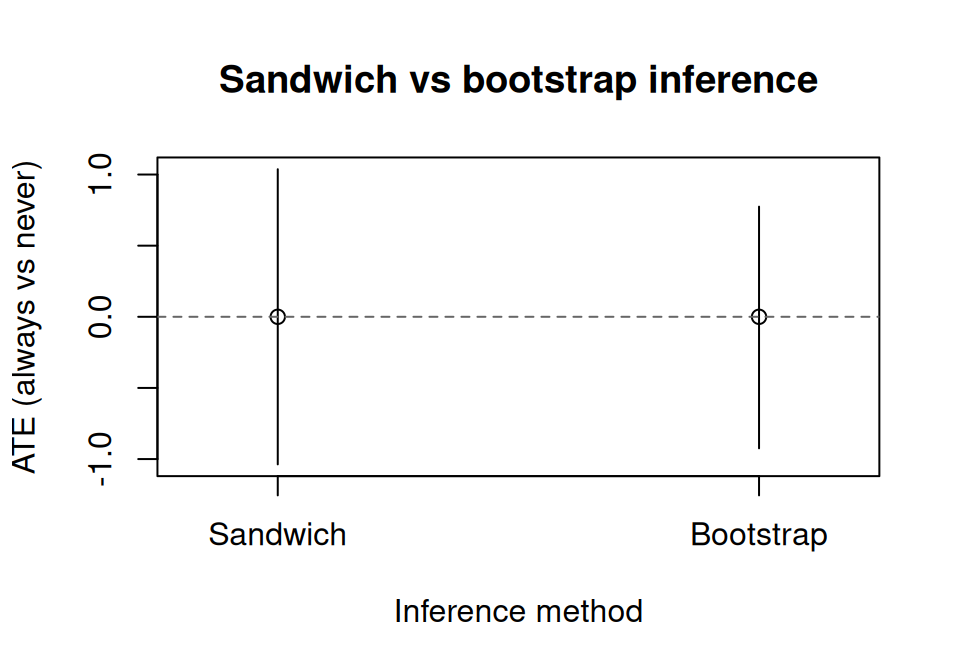 Sandwich vs bootstrap inference
ATE (always vs never)
1.0
0.0
-1.0
Sandwich
Bootstrap
Inference method